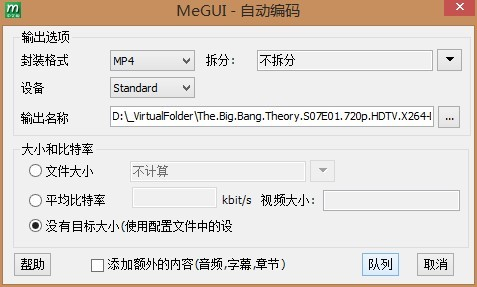 MeGUI - 自动编码
输出选项
封装格式 MP4 拆分： 不拆分
设备 Standard
输出名称 D:\_VirtualFolder\The.Big.Bang.Theory.S07E01.720p.HDTV.X264-
大小和比特率
文件大小 不计算
平均比特率 kbit/s 视频大小:
没有目标大小(使用配置文件中的设
帮助 添加额外的内容(音频,字幕,章节) 队列 取消